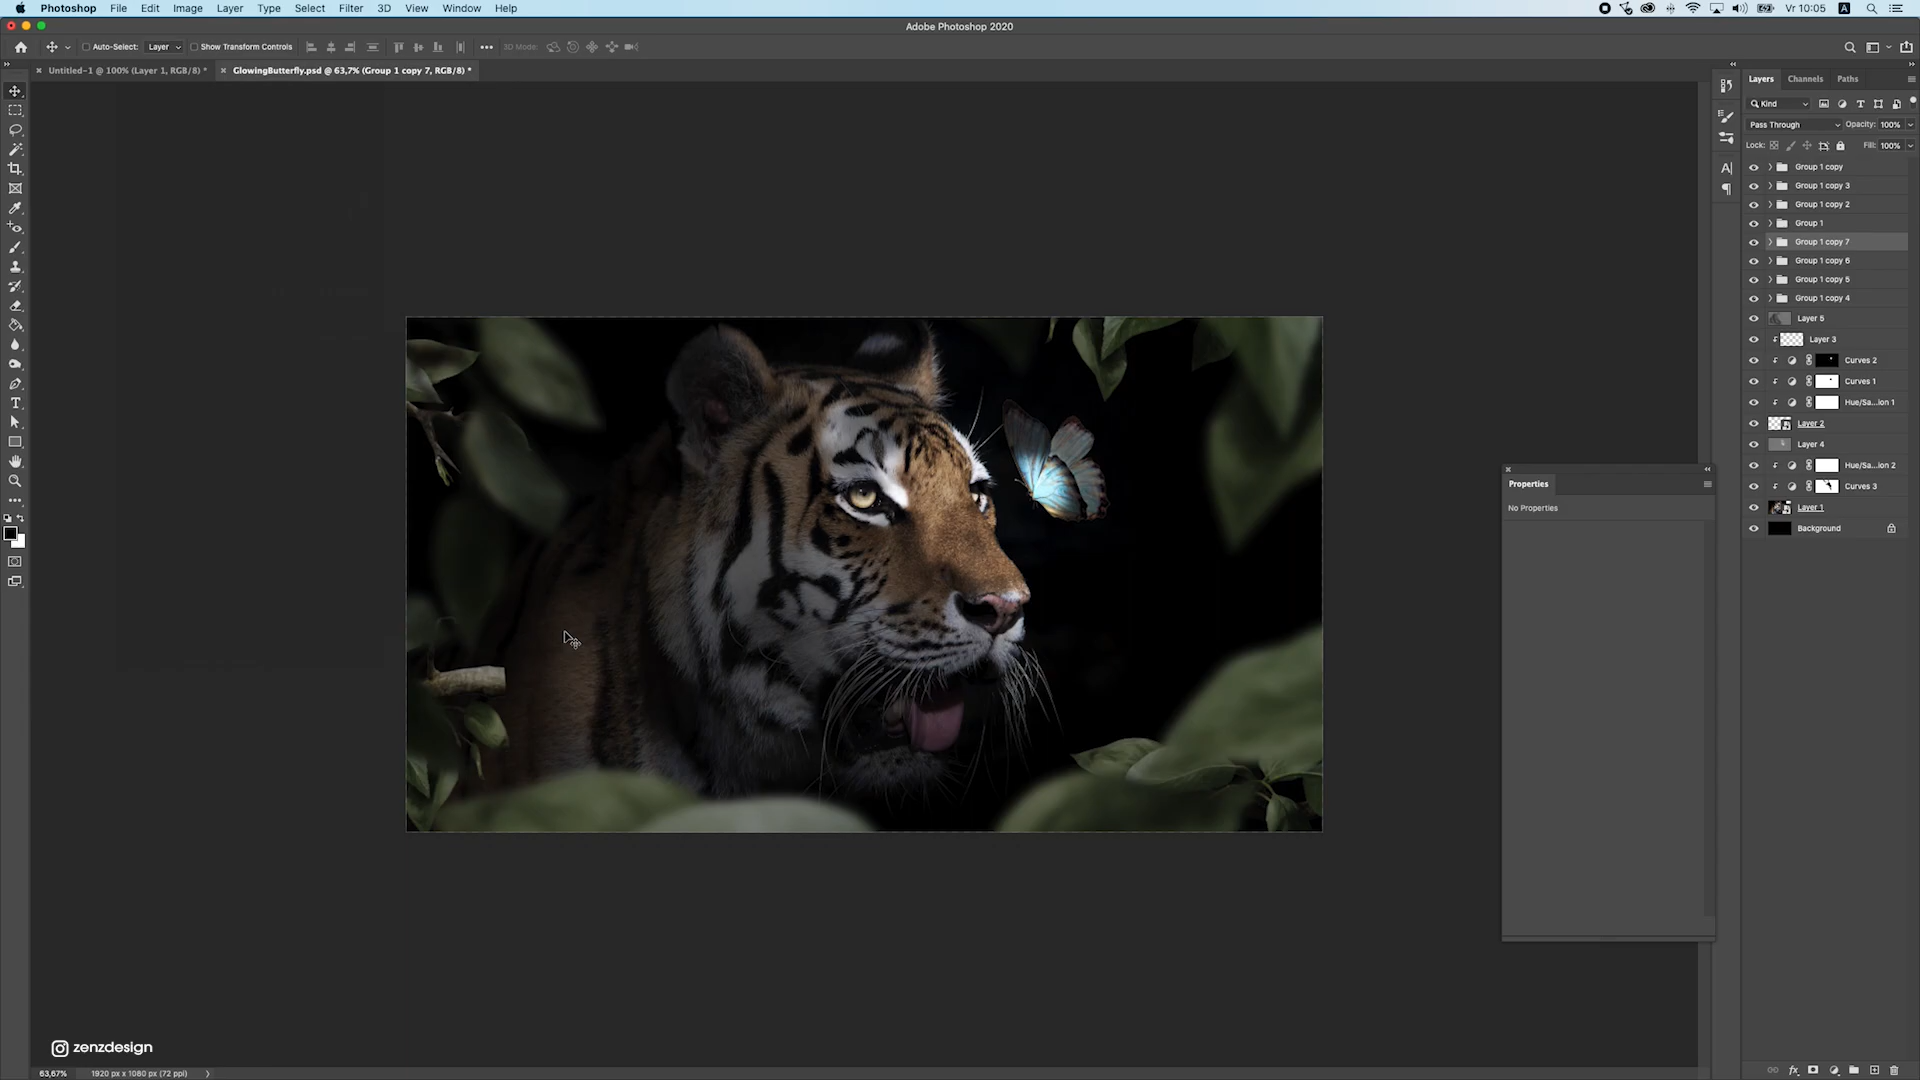 Photoshop File Edit Image Layer Type Select Filter 3D View Window Help Vr 10:05 A
Adobe Photoshop 2020
Auto-Select: Layer Show Transform Controls 3D Mode:
Untitled-1 @ 100% (Layer 1, RGB/8) * GlowingButterfly.psd @ 63,7% (Group 1 copy 7, RGB/8) *
Layers Channels Paths
Kind
Pass Through Opacity: 100%
Lock: Fill: 100%
Group 1 copy
Group 1 copy 3
Group 1 copy 2
Group 1
Group 1 copy 7
Group 1 copy 6
Group 1 copy 5
Group 1 copy 4
Layer 5
Layer 3
Curves 2
Curves 1
Hue/Sa...ion 1
Layer 2
Layer 4
Hue/Sa...ion 2
Curves 3
Layer 1
Background
Properties
No Properties
zenzdesign
63,67% 1920 px x 1080 px (72 ppi)